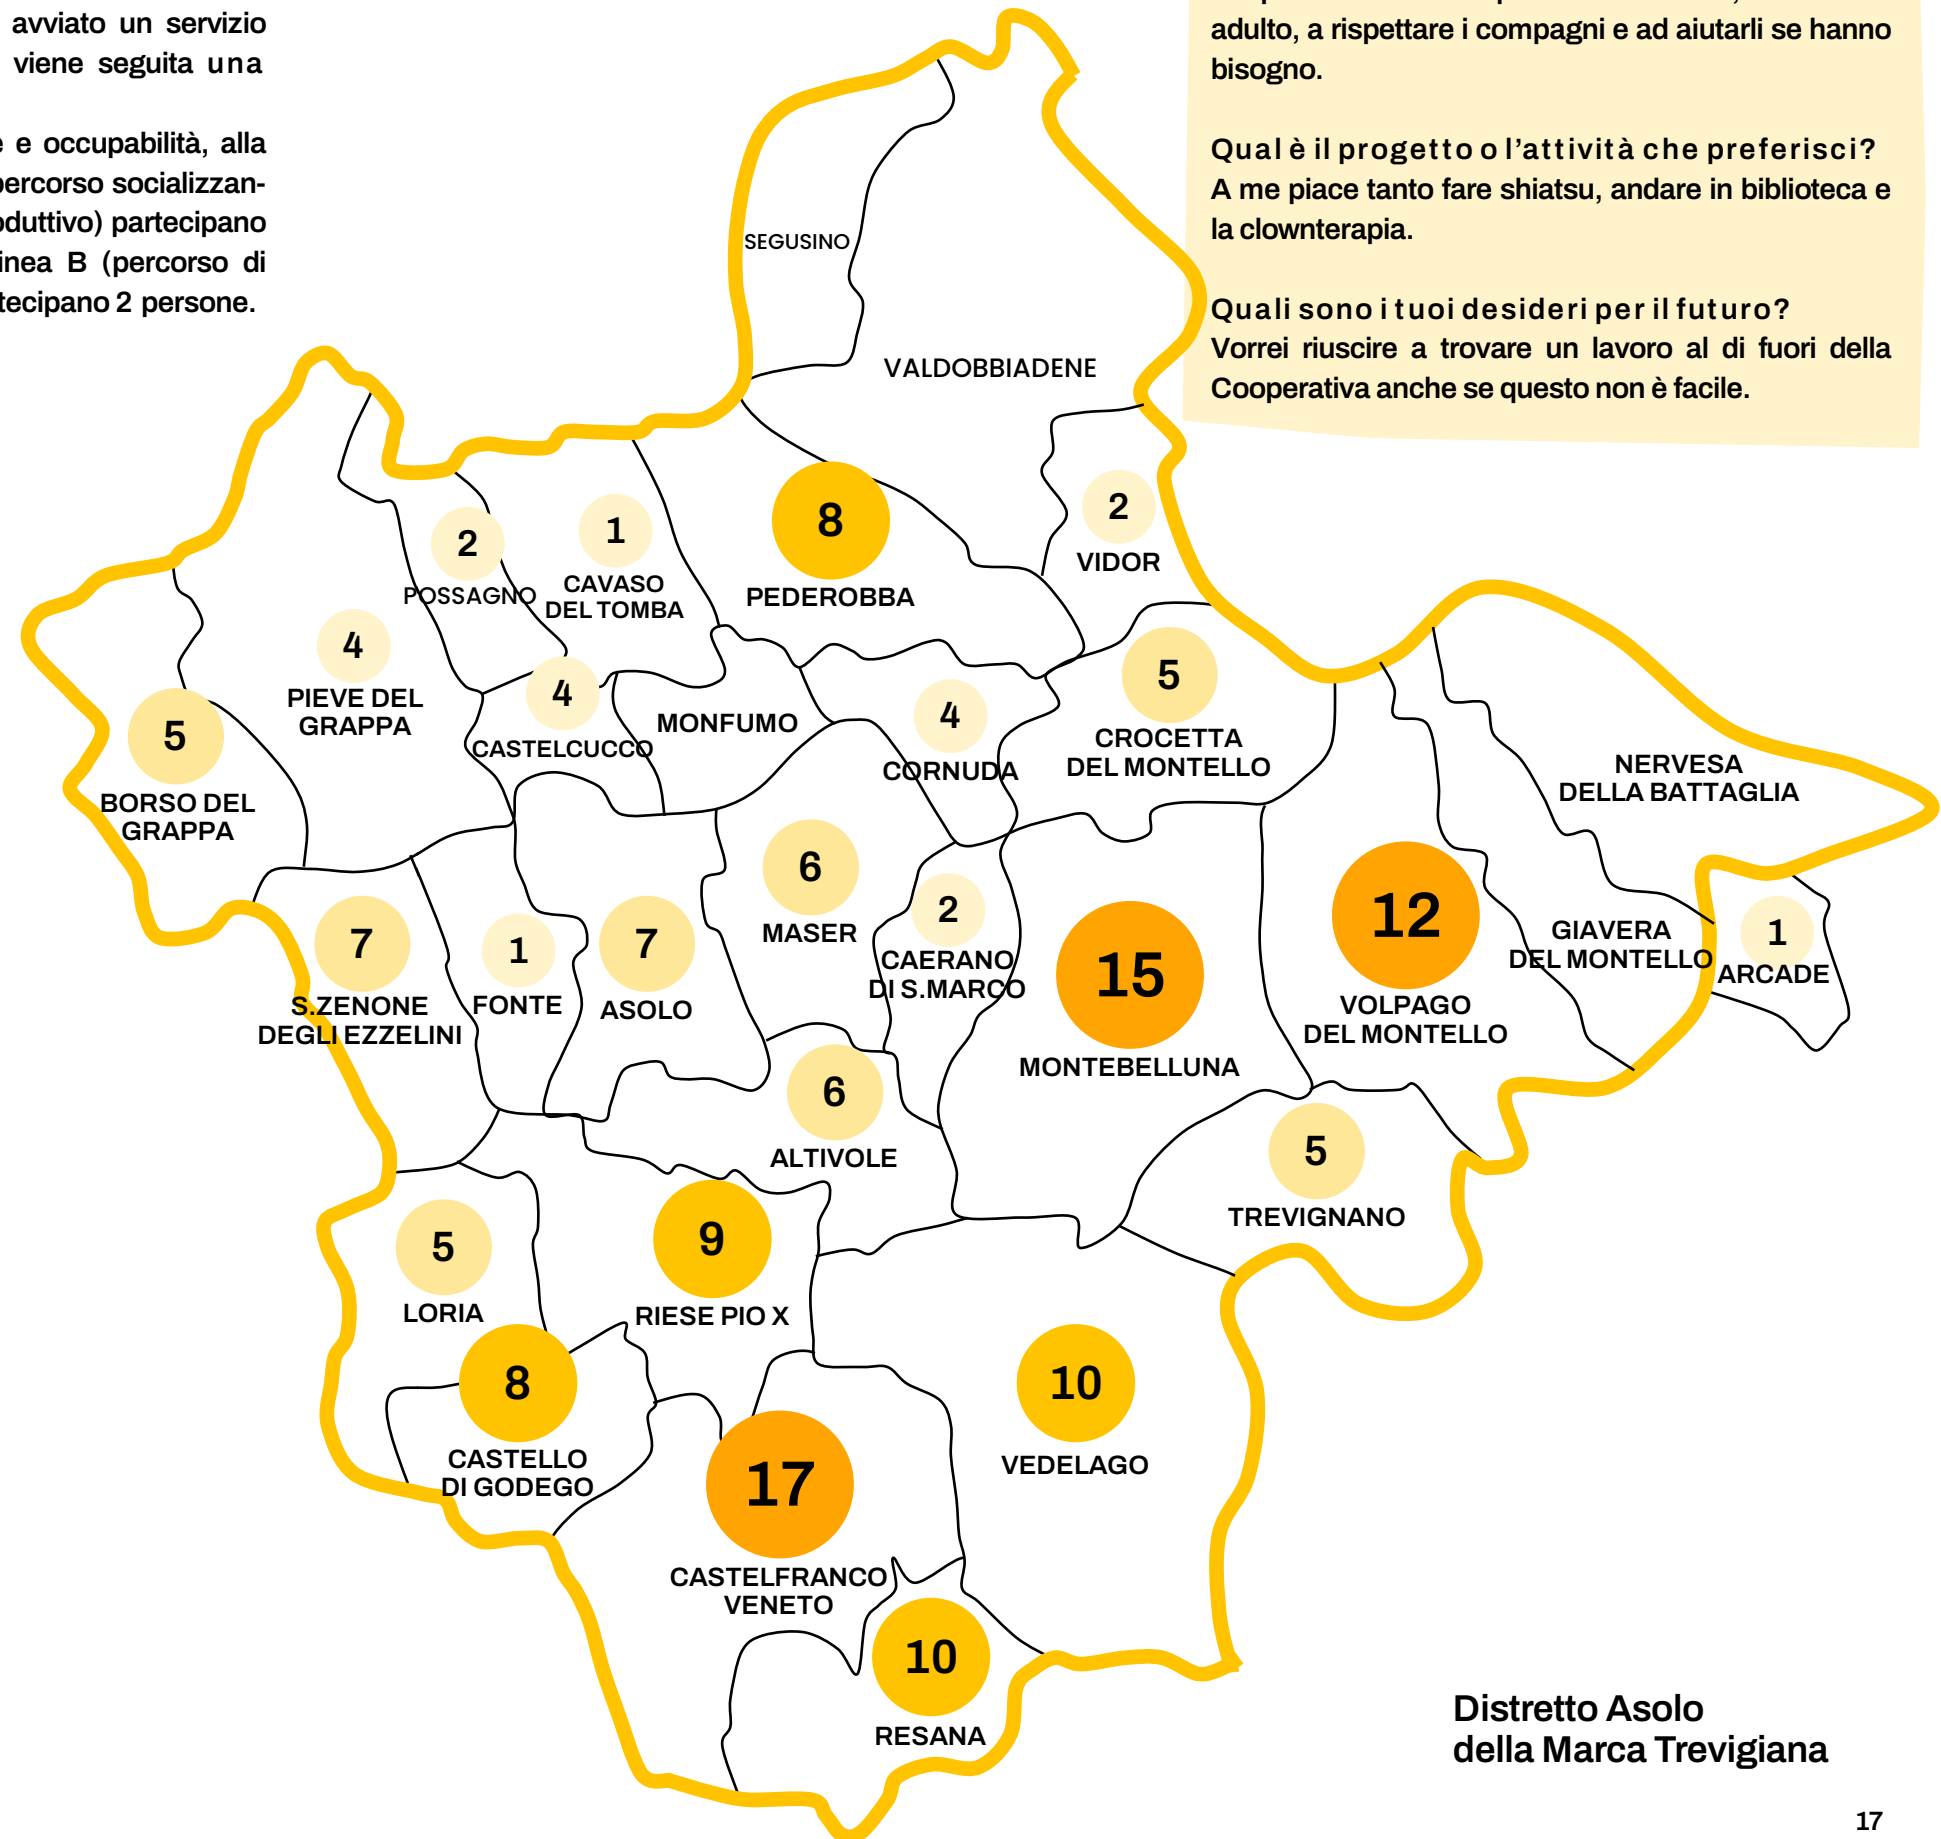 avviato un servizio
viene seguita una
e occupabilità, alla
percorso socializzan-
partecipano
B (percorso di
2 persone.
adulto, a rispettare i compagni e ad aiutarli se hanno
bisogno.
Qual è il progetto o l'attività che preferisci?
A me piace tanto fare shiatsu, andare in biblioteca e
la clownterapia.
Quali sono i tuoi desideri per il futuro?
Vorrei riuscire a trovare un lavoro al di fuori della
Cooperativa anche se questo non è facile.
SEGUSINO
VALDOBBIADENE
2
VIDOR
8
PEDEROBBA
1
CAVASO
DEL TOMBA
2
POSSAGNO
4
PIEVE DEL
GRAPPA
5
BORSO DEL
GRAPPA
4
CASTELCUCCO
MONFUMO
4
CORNUDA
5
CROCETTA
DEL MONTELLO
NERVESA
DELLA BATTAGLIA
7
S.ZENONE
DEGLI EZZELINI
1
FONTE
7
ASOLO
6
MASER
2
CAERANO
DI S.MARCO
15
MONTEBELLUNA
12
VOLPAGO
DEL MONTELLO
GIAVERA
DEL MONTELLO
1
ARCADE
6
ALTIVOLE
5
TREVIGNANO
5
LORIA
9
RIESE PIO X
8
CASTELLO
DI GODEGO
17
CASTELFRANCO
VENETO
10
VEDELAGO
10
RESANA
Distretto Asolo
della Marca Trevigiana
17